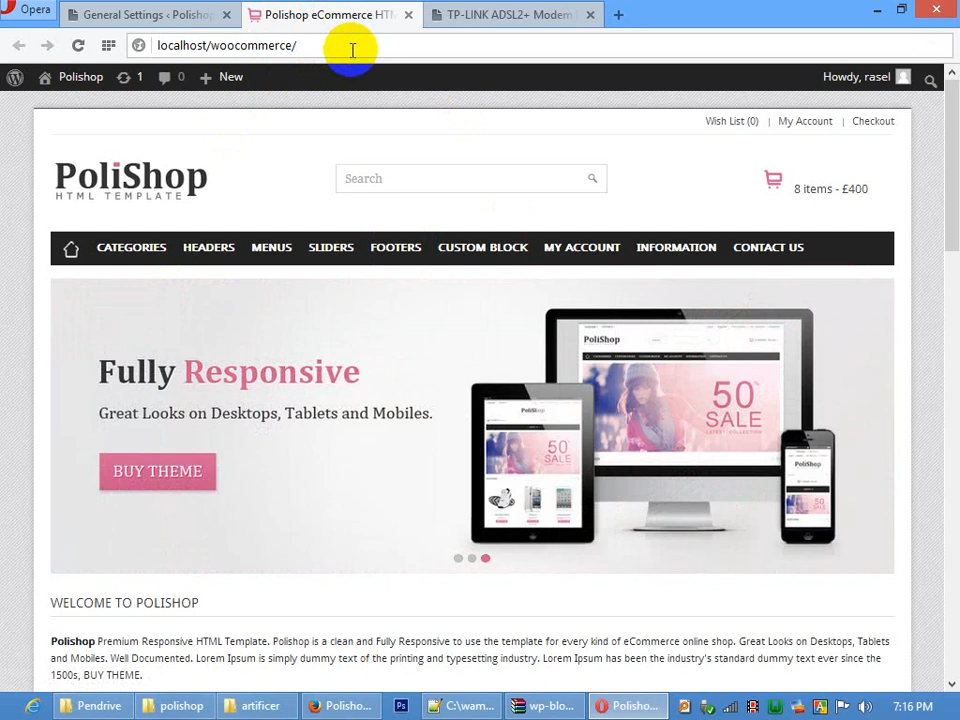 Opera
General Settings ‹ Polishop
Polishop eCommerce HTM
TP-LINK ADSL2+ Modem
localhost/woocommerce/
Polishop 1 0 New Howdy, rasel
Wish List (0) | My Account | Checkout
PoliShop
HTML TEMPLATE
Search
8 items - £400
CATEGORIES HEADERS MENUS SLIDERS FOOTERS CUSTOM BLOCK MY ACCOUNT INFORMATION CONTACT US
Fully Responsive
Great Looks on Desktops, Tablets and Mobiles.
BUY THEME
PoliShop
50
SALE
50
SALE
WELCOME TO POLISHOP
Polishop Premium Responsive HTML Template. Polishop is a clean and Fully Responsive to use the template for every kind of eCommerce online shop. Great Looks on Desktops, Tablets
and Mobiles. Well Documented. Lorem Ipsum is simply dummy text of the printing and typesetting industry. Lorem Ipsum has been the industry's standard dummy text ever since the
1500s, BUY THEME.
Pendrive polishop artificer Polisho... Ps C:\wam... wp-blo... Polisho... 7:16 PM